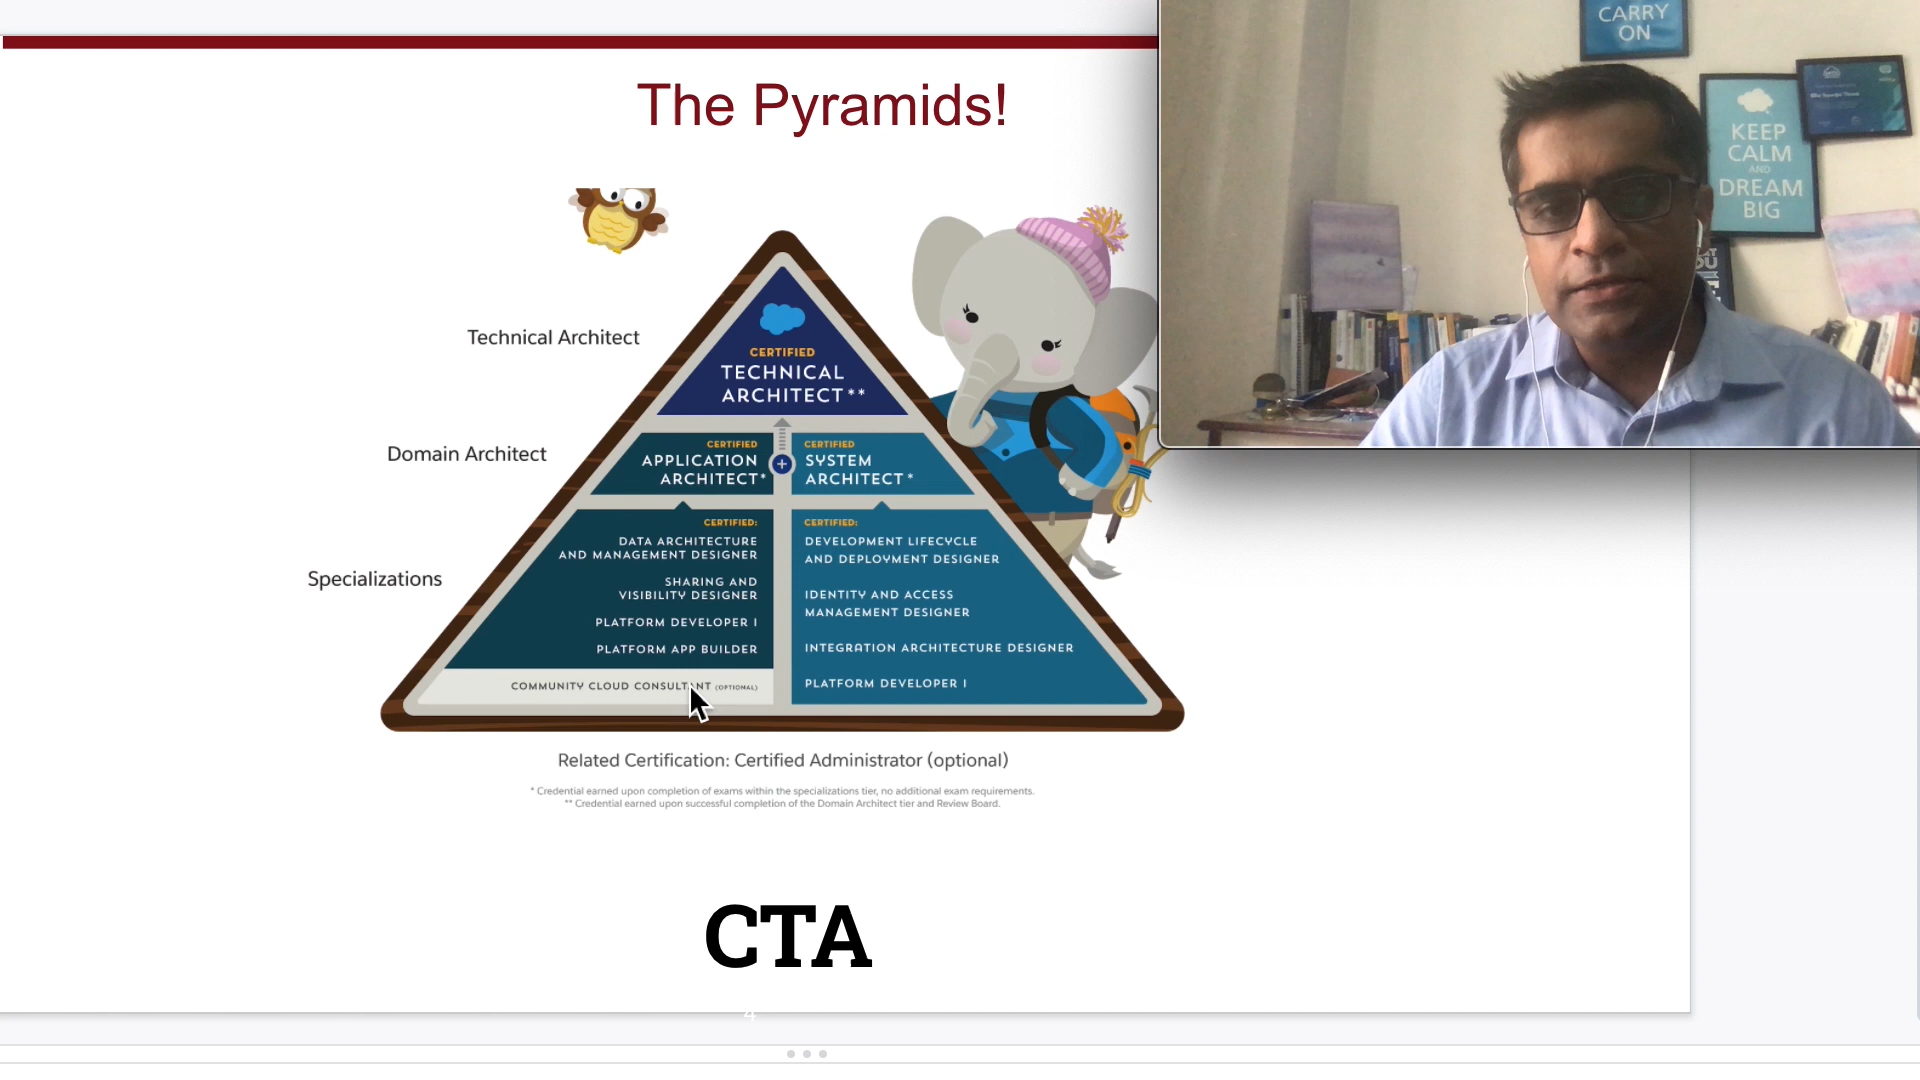 The Pyramids!
Technical Architect
Domain Architect
Specializations
CERTIFIED
TECHNICAL
ARCHITECT**
CERTIFIED
APPLICATION
ARCHITECT*
CERTIFIED
SYSTEM
ARCHITECT*
CERTIFIED:
DATA ARCHITECTURE
AND MANAGEMENT DESIGNER
SHARING AND
VISIBILITY DESIGNER
PLATFORM DEVELOPER I
PLATFORM APP BUILDER
COMMUNITY CLOUD CONSULTANT (OPTIONAL)
CERTIFIED:
DEVELOPMENT LIFECYCLE
AND DEPLOYMENT DESIGNER
IDENTITY AND ACCESS
MANAGEMENT DESIGNER
INTEGRATION ARCHITECTURE DESIGNER
PLATFORM DEVELOPER I
Related Certification: Certified Administrator (optional)
* Credential earned upon completion of exams within the specializations tier, no additional exam requirements.
** Credential earned upon successful completion of the Domain Architect tier and Review Board.
CTA
4
CARRY
ON
KEEP
CALM
AND
DREAM
BIG